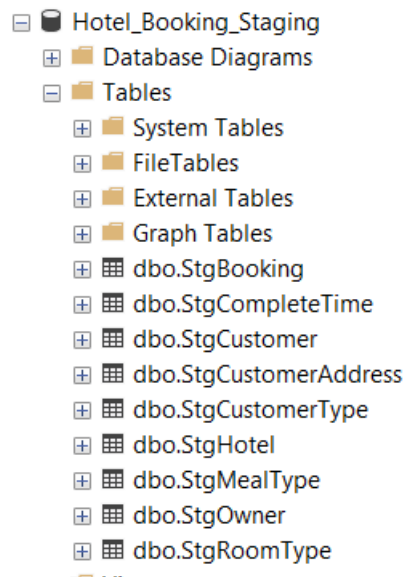 Hotel_Booking_Staging
Database Diagrams
Tables
System Tables
FileTables
External Tables
Graph Tables
dbo.StgBooking
dbo.StgCompleteTime
dbo.StgCustomer
dbo.StgCustomerAddress
dbo.StgCustomerType
dbo.StgHotel
dbo.StgMealType
dbo.StgOwner
dbo.StgRoomType